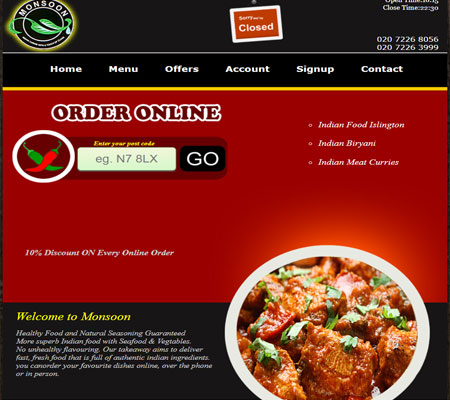 MONSOON
Sorry we're
Closed
Open Time:16:15
Close Time:22:30
020 7226 8056
020 7226 3999
Home Menu Offers Account Signup Contact
ORDER ONLINE
Enter your post code
eg. N7 8LX GO
Indian Food Islington
Indian Biryani
Indian Meat Curries
10% Discount ON Every Online Order
Welcome to Monsoon
Healthy Food and Natural Seasoning Guaranteed
More superb Indian food with Seafood & Vegtables.
No unhealthy flavouring. Our takeaway aims to deliver
fast, fresh food that is full of authentic indian ingredients.
you canorder your favourite dishes online, over the phone
or in person.